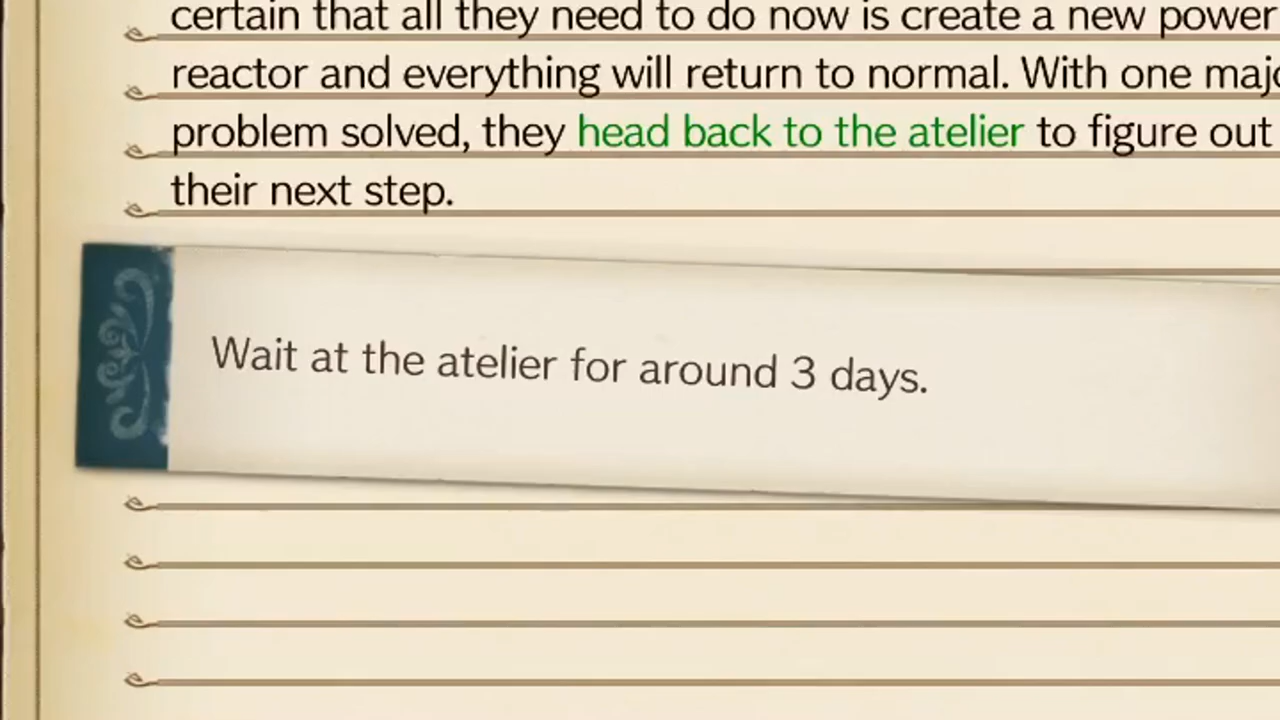 certain that all they need to do now is create a new power
reactor and everything will return to normal. With one
problem solved, they head back to the atelier to figure out
their next step.
Wait at the atelier for around 3 days.